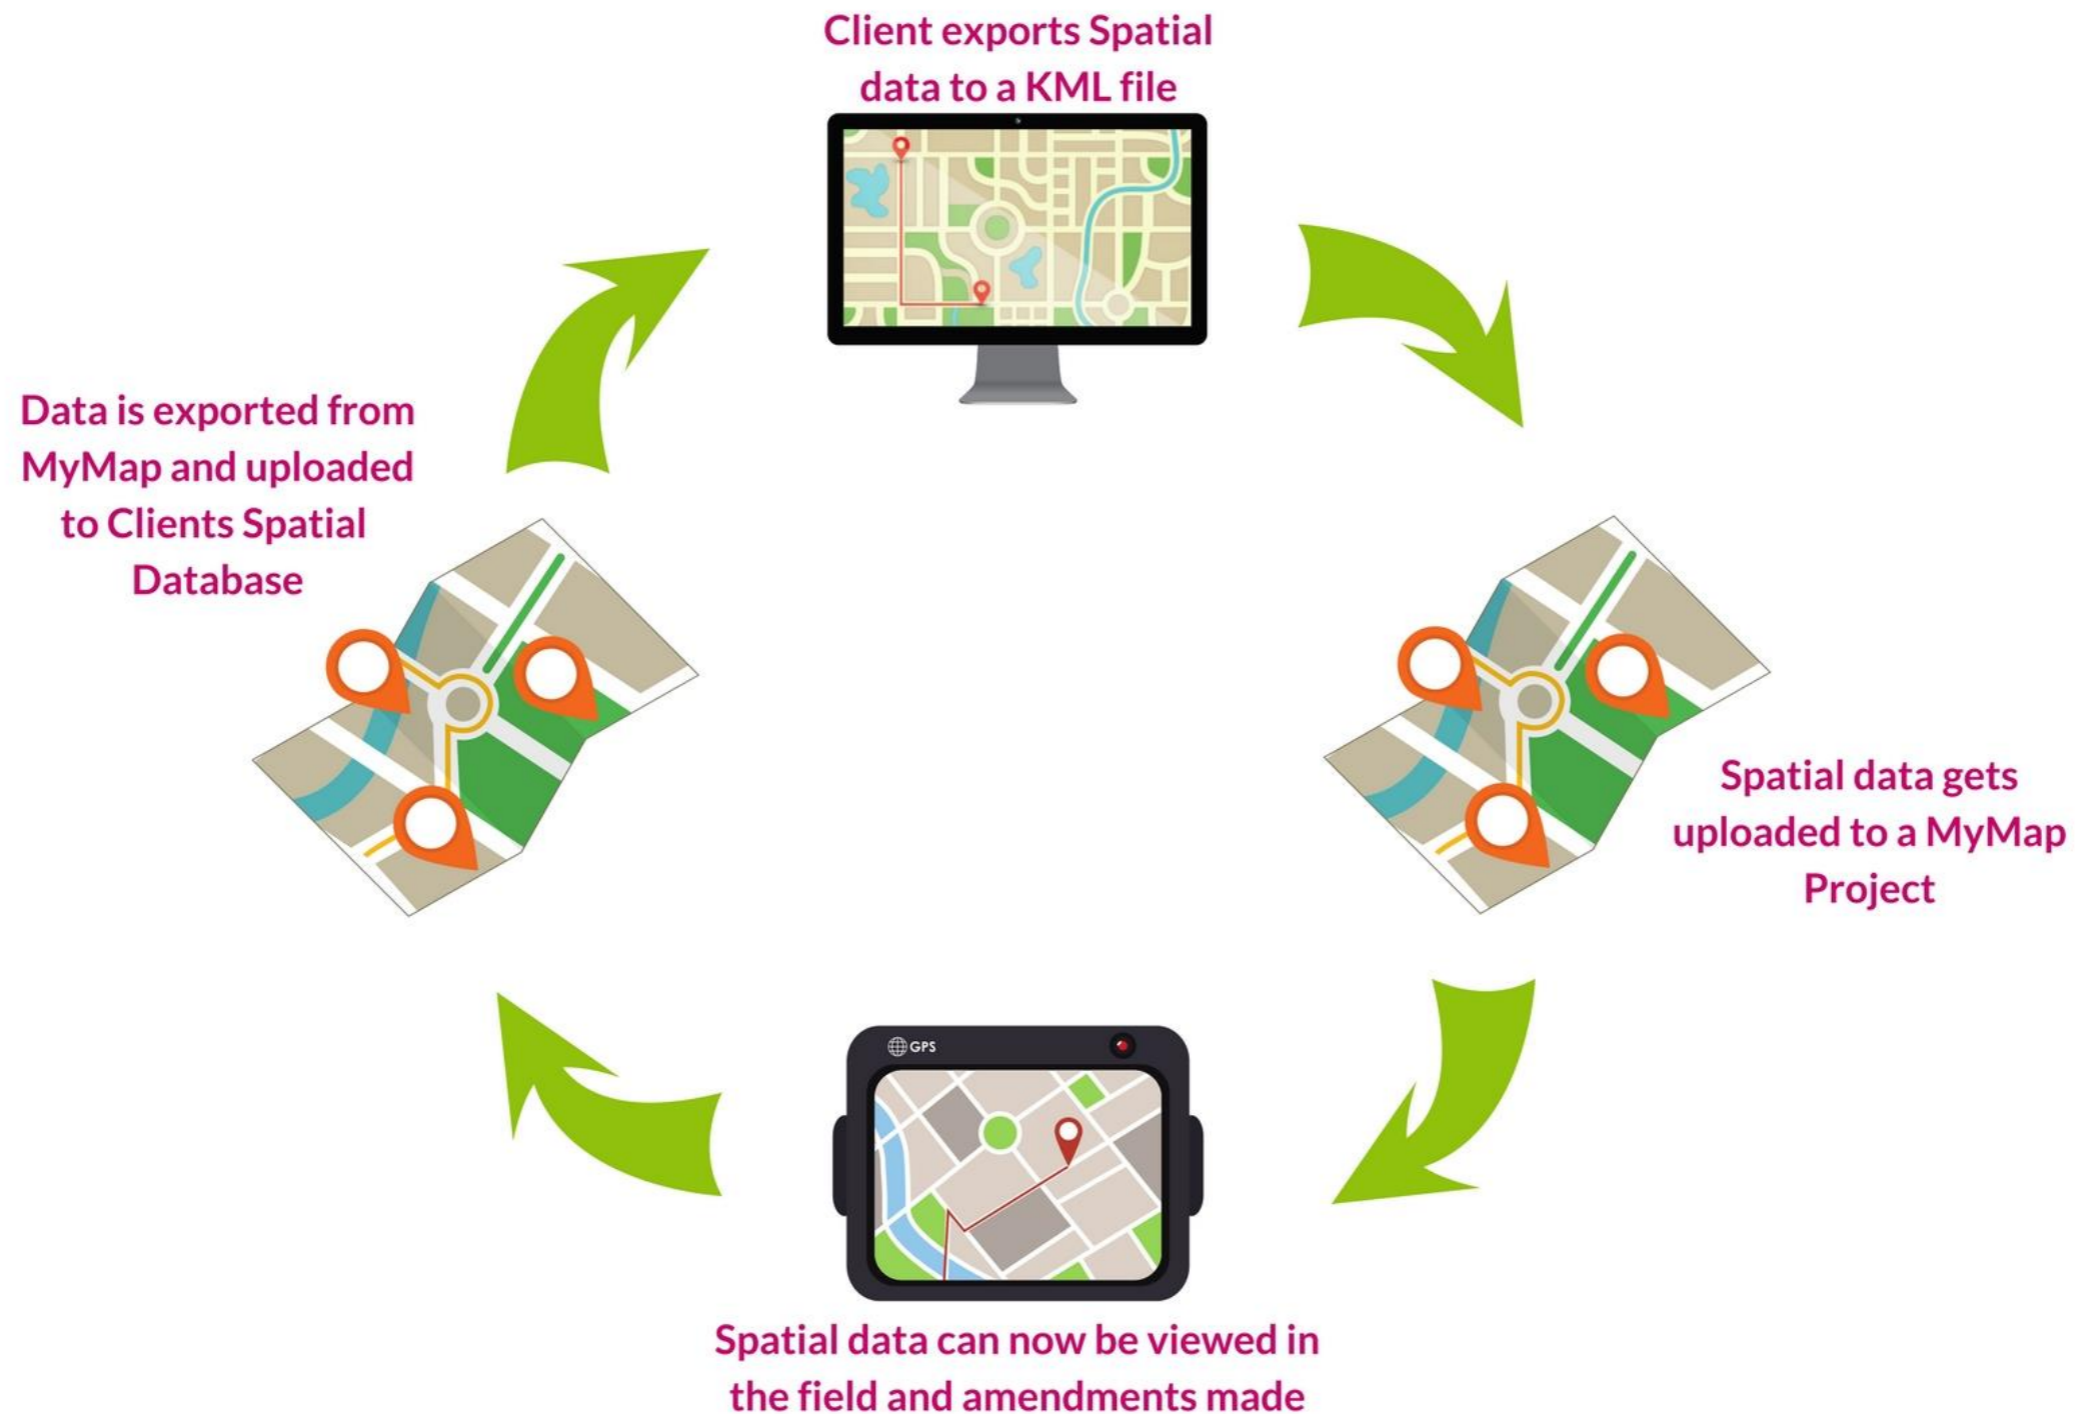 Client exports Spatial
data to a KML file
Data is exported from
MyMap and uploaded
to Clients Spatial
Database
Spatial data gets
uploaded to a MyMap
Project
GPS
Spatial data can now be viewed in
the field and amendments made